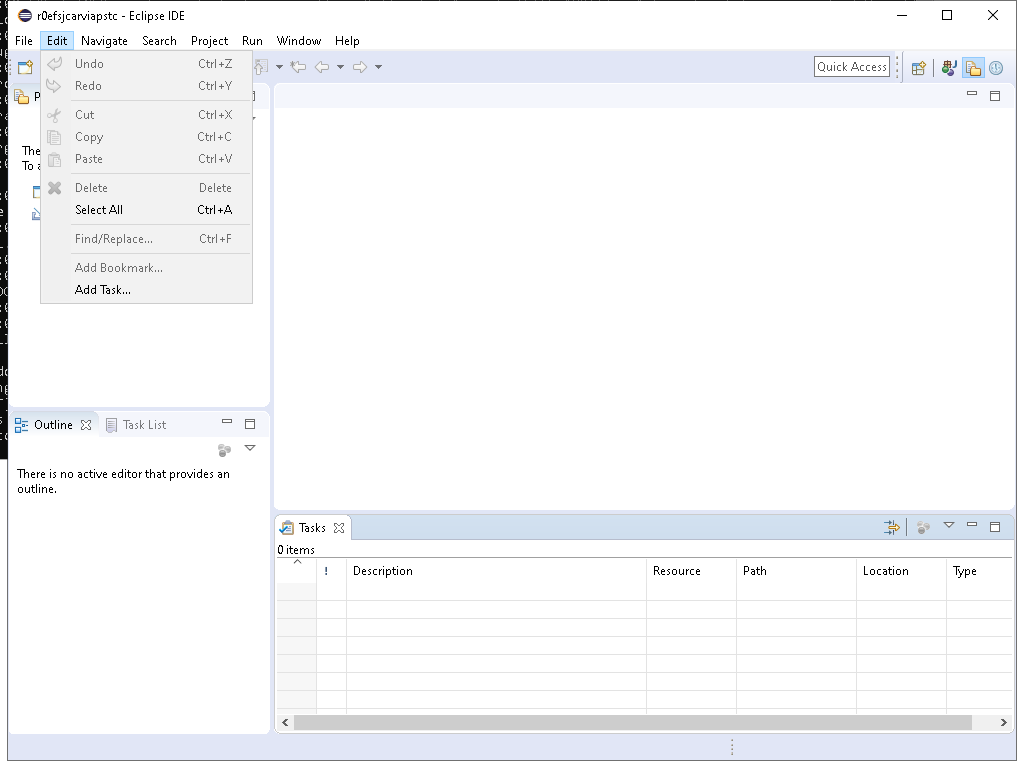 r0efsjcarviapstc - Eclipse IDE
File Edit Navigate Search Project Run Window Help
Quick Access
Undo Ctrl+Z
Redo Ctrl+Y
Cut Ctrl+X
Copy Ctrl+C
Paste Ctrl+V
Delete Delete
Select All Ctrl+A
Find/Replace... Ctrl+F
Add Bookmark...
Add Task...
P
The
To a
Outline Task List
There is no active editor that provides an
outline.
Tasks
0 items
! Description Resource Path Location Type